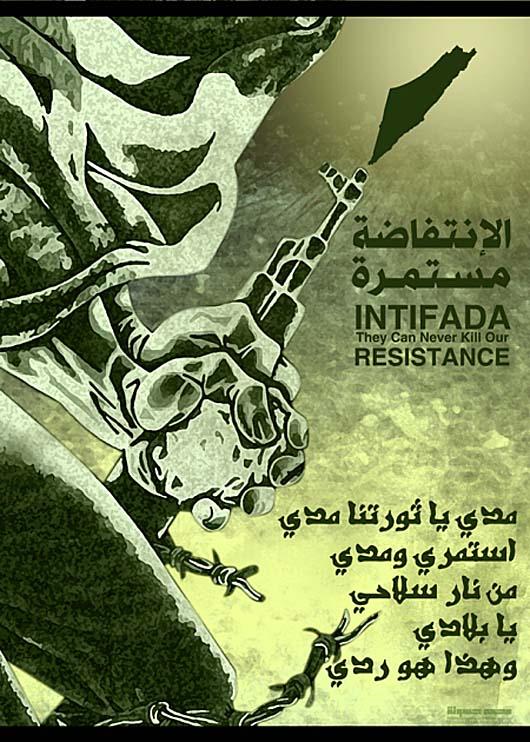 الإنتفاضة
مستمرة
INTIFADA
They Can Never Kill Our
RESISTANCE
مدي يا ثورتنا مدي
استمري ومدي
من نار سلاحي
يا بلادي
وهذا هو ردي